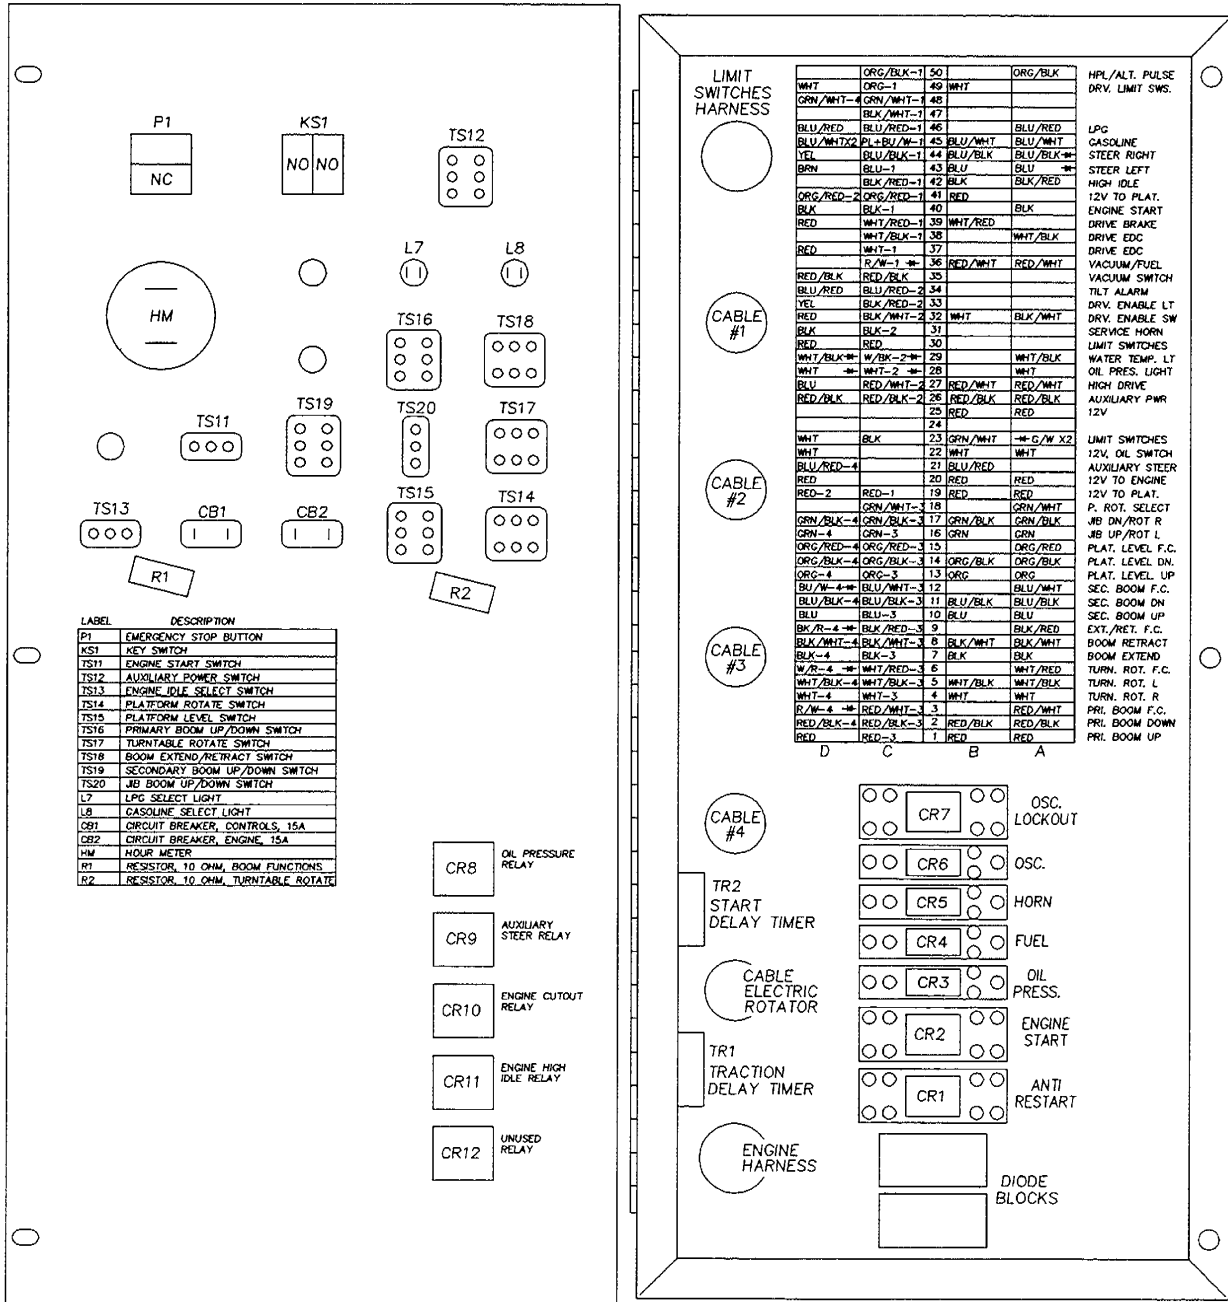 P1
NC
KS1
NO NO
TS12
HM
L7
L8
TS16
TS18
TS11
TS19
TS20
TS17
TS13
CB1
CB2
TS15
TS14
R1
R2
LABEL DESCRIPTION
P1 EMERGENCY STOP BUTTON
KS1 KEY SWITCH
TS11 ENGINE START SWITCH
TS12 AUXILIARY POWER SWITCH
TS13 ENGINE IDLE SELECT SWITCH
TS14 PLATFORM ROTATE SWITCH
TS15 PLATFORM LEVEL SWITCH
TS16 PRIMARY BOOM UP/DOWN SWITCH
TS17 TURNTABLE ROTATE SWITCH
TS18 BOOM EXTEND/RETRACT SWITCH
TS19 SECONDARY BOOM UP/DOWN SWITCH
TS20 JIB BOOM UP/DOWN SWITCH
L7 LPG SELECT LIGHT
L8 GASOLINE SELECT LIGHT
CB1 CIRCUIT BREAKER, CONTROLS, 15A
CB2 CIRCUIT BREAKER, ENGINE, 15A
HM HOUR METER
R1 RESISTOR, 10 OHM, BOOM FUNCTIONS
R2 RESISTOR, 10 OHM, TURNTABLE ROTATE
CR8
OIL PRESSURE
RELAY
CR9
AUXILIARY
STEER RELAY
CR10
ENGINE CUTOUT
RELAY
CR11
ENGINE HIGH
IDLE RELAY
CR12
UNUSED
RELAY
LIMIT
SWITCHES
HARNESS
ORG/BLK-1 50 ORG/BLK HPL/ALT. PULSE
WHT ORG-1 49 WHT DRV. LIMIT SWS.
GRN/WHT-4 GRN/WHT-1 48
BLK/WHT-1 47
BLU/RED BLU/RED-1 46 BLU/RED LPG
BLU/WHTX2 PL+BU/W-1 45 BLU/WHT BLU/WHT GASOLINE
YEL BLU/BLK-1 44 BLU/BLK BLU/BLK STEER RIGHT
BRN BLU-1 43 BLU BLU STEER LEFT
BLK/RED-1 42 BLK BLK/RED HIGH IDLE
ORG/RED-2 ORG/RED-1 41 RED 12V TO PLAT.
BLK BLK-1 40 BLK ENGINE START
RED WHT/RED-1 39 WHT/RED DRIVE BRAKE
WHT/BLK-1 38 WHT/BLK DRIVE EDC
RED WHT-1 37 DRIVE EDC
R/W-1 36 RED/WHT RED/WHT VACUUM/FUEL
RED/BLK RED/BLK 35 VACUUM SWITCH
BLU/RED BLU/RED-2 34 TILT ALARM
YEL BLK/RED-2 33 DRV. ENABLE LT
RED BLK/WHT-2 32 WHT BLK/WHT DRV. ENABLE SW
BLK BLK-2 31 SERVICE HORN
RED RED 30 LIMIT SWITCHES
WHT/BLK W/BK-2 29 WHT/BLK WATER TEMP. LT
WHT WHT-2 28 WHT OIL PRES. LIGHT
BLU RED/WHT-2 27 RED/WHT RED/WHT HIGH DRIVE
RED/BLK RED/BLK-2 26 RED/BLK RED/BLK AUXILIARY PWR
25 RED RED 12V
24
WHT BLK 23 GRN/WHT G/W X2 LIMIT SWITCHES
WHT 22 WHT WHT 12V, OIL SWITCH
BLU/RED-4 21 BLU/RED AUXILIARY STEER
RED 20 RED RED 12V TO ENGINE
RED-2 RED-1 19 RED RED 12V TO PLAT.
GRN/WHT-3 18 GRN/WHT P. ROT. SELECT
GRN/BLK-4 GRN/BLK-3 17 GRN/BLK GRN/BLK JIB DN/ROT R
GRN-4 GRN-3 16 GRN GRN JIB UP/ROT L
ORG/RED-4 ORG/RED-3 15 ORG/RED PLAT. LEVEL F.C.
ORG/BLK-4 ORG/BLK-3 14 ORG/BLK ORG/BLK PLAT. LEVEL DN.
ORG-4 ORG-3 13 ORG ORG PLAT. LEVEL UP
BU/W-4 BLU/WHT-3 12 BLU/WHT SEC. BOOM F.C.
BLU/BLK-4 BLU/BLK-3 11 BLU/BLK BLU/BLK SEC. BOOM DN
BLU BLU-3 10 BLU BLU SEC. BOOM UP
BK/R-4 BLK/RED-3 9 BLK/RED EXT./RET. F.C.
BLK/WHT-4 BLK/WHT-3 8 BLK/WHT BLK/WHT BOOM RETRACT
BLK-4 BLK-3 7 BLK BLK BOOM EXTEND
W/R-4 WHT/RED-3 6 WHT/RED TURN. ROT. F.C.
WHT/BLK-4 WHT/BLK-3 5 WHT/BLK WHT/BLK TURN. ROT. L
WHT-4 WHT-3 4 WHT WHT TURN. ROT. R
R/W-4 RED/WHT-3 3 RED/WHT PRI. BOOM F.C.
RED/BLK-4 RED/BLK-3 2 RED/BLK RED/BLK PRI. BOOM DOWN
RED RED-3 1 RED RED PRI. BOOM UP
D C B A
CABLE
#1
CABLE
#2
CABLE
#3
CABLE
#4
TR2
START
DELAY TIMER
CABLE
ELECTRIC
ROTATOR
TR1
TRACTION
DELAY TIMER
ENGINE
HARNESS
CR7
OSC.
LOCKOUT
CR6
OSC.
CR5
HORN
CR4
FUEL
CR3
OIL
PRESS.
CR2
ENGINE
START
CR1
ANTI
RESTART
DIODE
BLOCKS